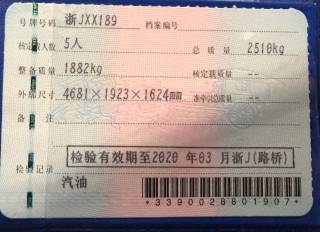 号牌号码 浙JXX189 档案编号
核定载人数 5人 总质量 2510kg
整备质量 1882kg 核定载质量 --
外廓尺寸 4681×1923×1624mm 准牵引总质量 --
备注
检验有效期至2020 年03 月浙J(路桥)
检验记录
汽油
*3390028801907*